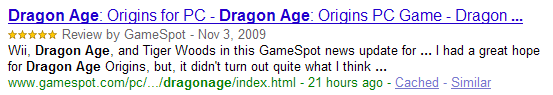 Dragon Age: Origins for PC - Dragon Age: Origins PC Game - Dragon ...
Review by GameSpot - Nov 3, 2009
Wii, Dragon Age, and Tiger Woods in this GameSpot news update for ... I had a great hope
for Dragon Age Origins, but, it didn't turn out quite what I think ...
www.gamespot.com/pc/.../dragonage/index.html - 21 hours ago - Cached - Similar